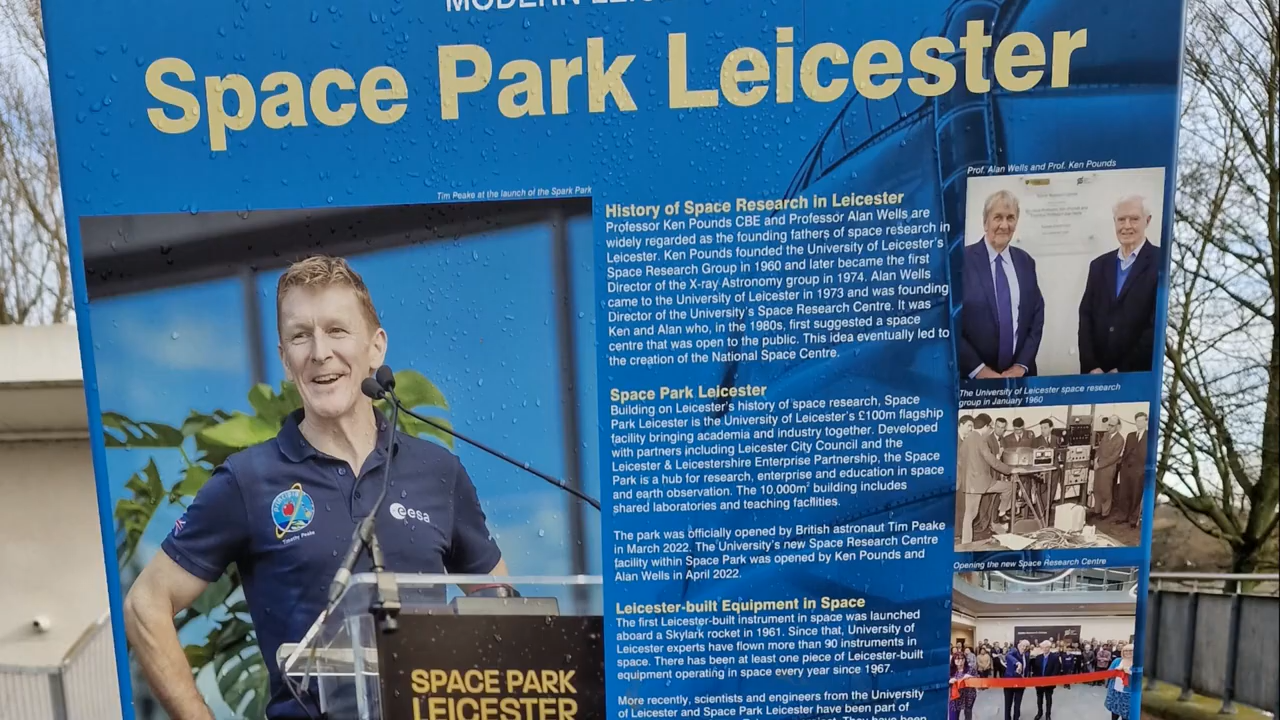 MODERN
Space Park Leicester
Tim Peake at the launch of the Spark Park
esa
Timothy Peake
SPACE PARK
LEICESTER
History of Space Research in Leicester
Professor Ken Pounds CBE and Professor Alan Wells are
widely regarded as the founding fathers of space research in
Leicester. Ken Pounds founded the University of Leicester's
Space Research Group in 1960 and later became the first
Director of the X-ray Astronomy group in 1974. Alan Wells
came to the University of Leicester in 1973 and was founding
Director of the University's Space Research Centre. It was
Ken and Alan who, in the 1980s, first suggested a space
centre that was open to the public. This idea eventually led to
the creation of the National Space Centre.
Space Park Leicester
Building on Leicester's history of space research, Space
Park Leicester is the University of Leicester's £100m flagship
facility bringing academia and industry together. Developed
with partners including Leicester City Council and the
Leicester & Leicestershire Enterprise Partnership, the Space
Park is a hub for research, enterprise and education in space
and earth observation. The 10,000m² building includes
shared laboratories and teaching facilities.
The park was officially opened by British astronaut Tim Peake
in March 2022. The University's new Space Research Centre
facility within Space Park was opened by Ken Pounds and
Alan Wells in April 2022.
Leicester-built Equipment in Space
The first Leicester-built instrument in space was launched
aboard a Skylark rocket in 1961. Since that, University of
Leicester experts have flown more than 90 instruments in
space. There has been at least one piece of Leicester-built
equipment operating in space every year since 1967.
More recently, scientists and engineers from the University
of Leicester and Space Park Leicester have been part of
Prof. Alan Wells and Prof. Ken Pounds
The University of Leicester space research
group in January 1960
Opening the new Space Research Centre